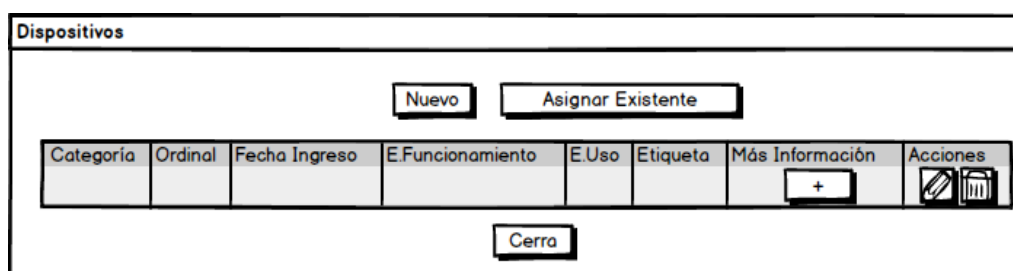 Dispositivos
Nuevo Asignar Existente
Categoría Ordinal Fecha Ingreso E.Funcionamiento E.Uso Etiqueta Más Información Acciones
+
Cerra